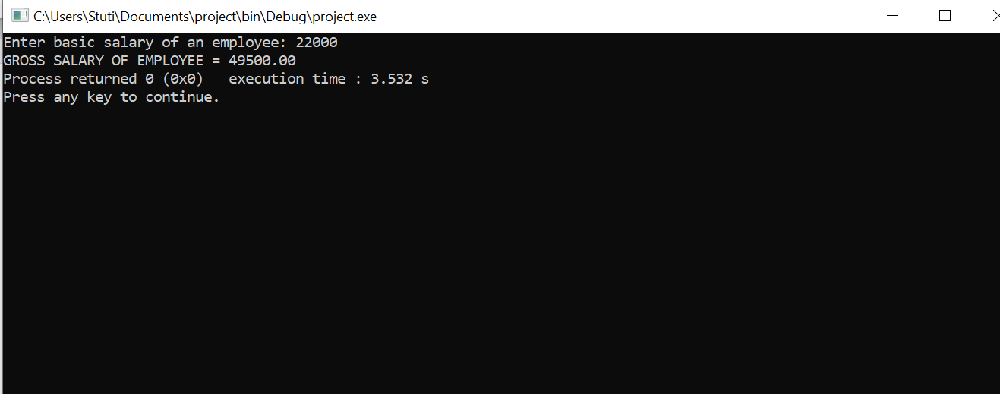 C:\Users\Stuti\Documents\project\bin\Debug\project.exe
Enter basic salary of an employee: 22000
GROSS SALARY OF EMPLOYEE = 49500.00
Process returned 0 (0x0)   execution time : 3.532 s
Press any key to continue.